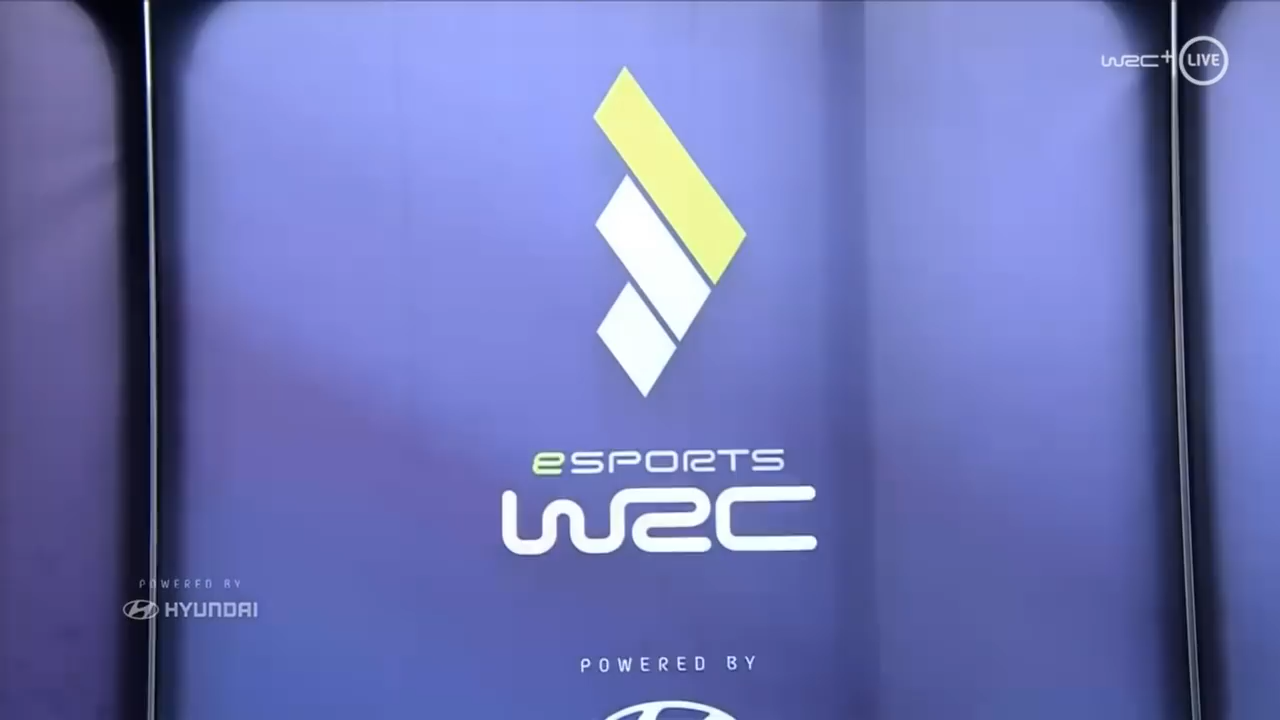 WRC+ LIVE
eSPORTS
WRC
POWERED BY
HYUNDAI
POWERED BY